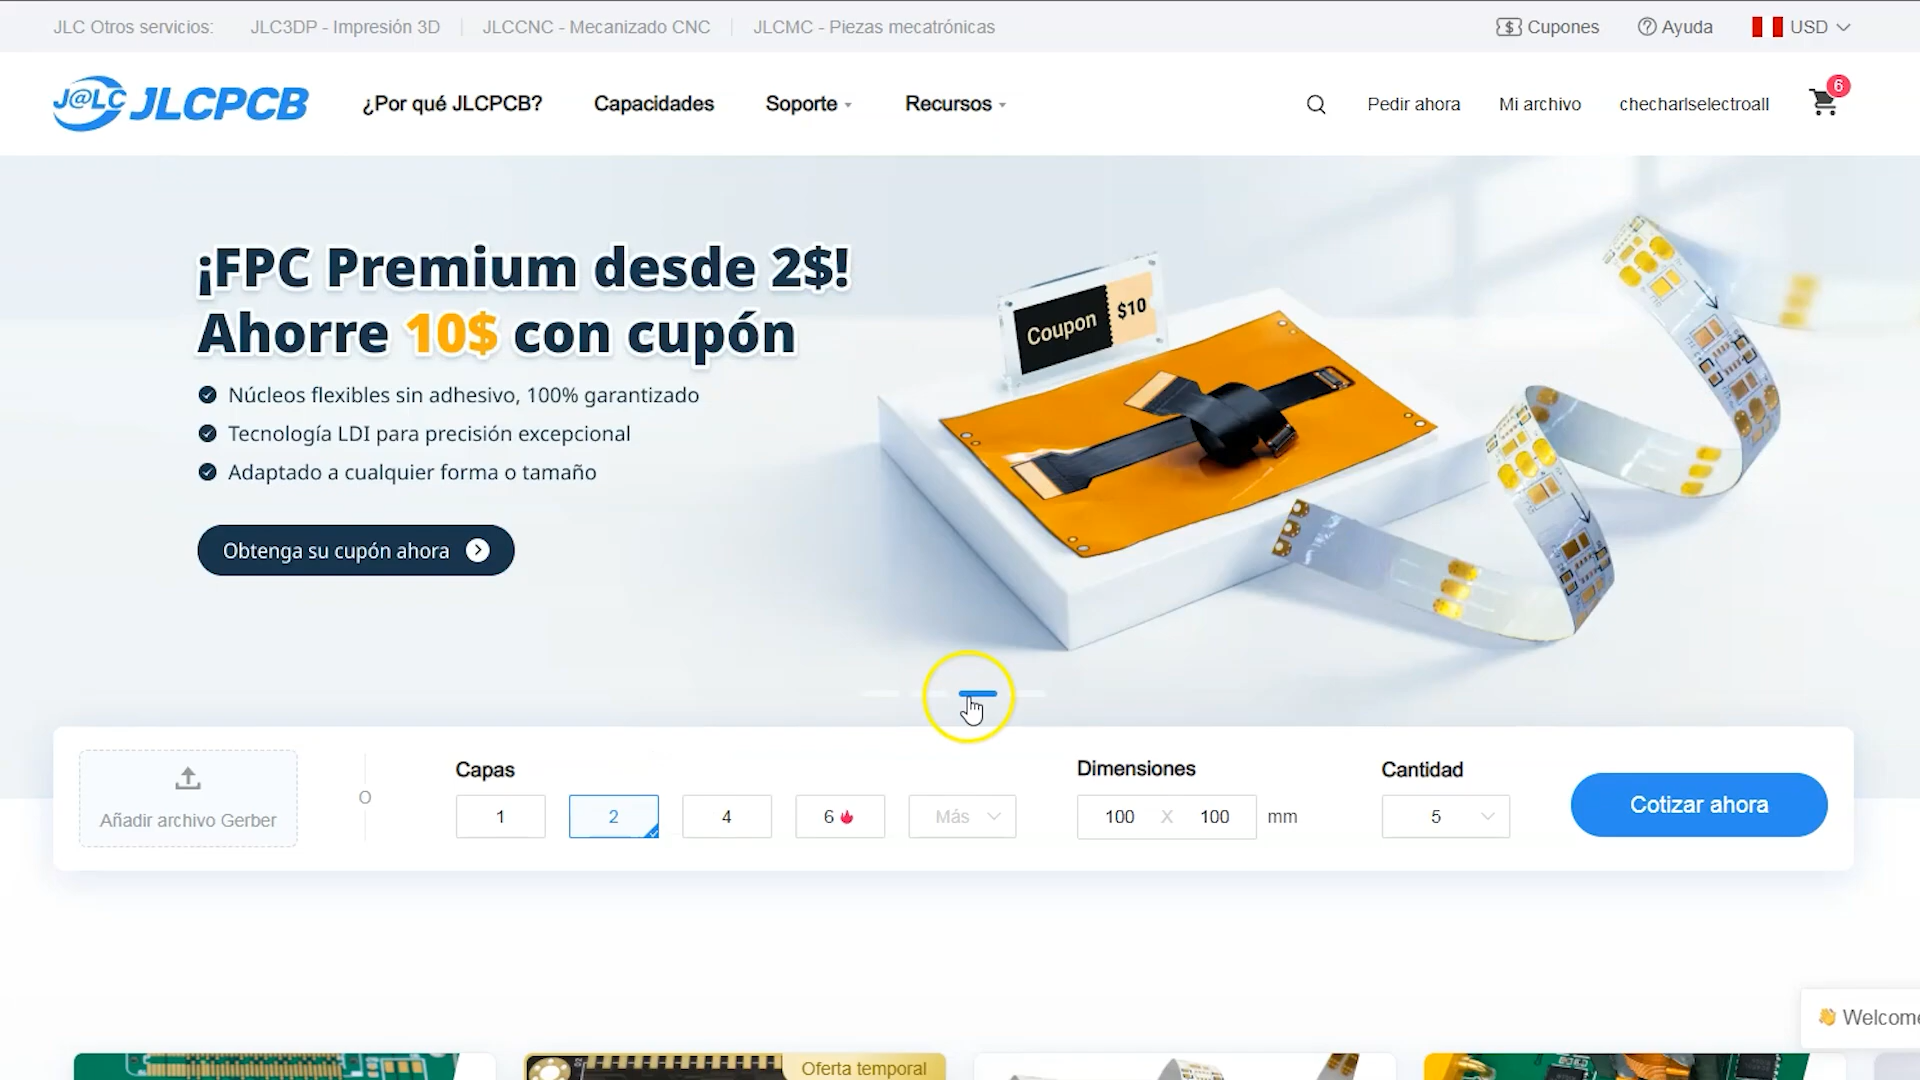 JLC Otros servicios: JLC3DP - Impresión 3D JLCCNC - Mecanizado CNC JLCMC - Piezas mecatrónicas Cupones Ayuda USD
J@LC JLCPCB ¿Por qué JLCPCB? Capacidades Soporte Recursos Pedir ahora Mi archivo checharlselectroall 6
¡FPC Premium desde 2$!
Ahorre 10$ con cupón
Núcleos flexibles sin adhesivo, 100% garantizado
Tecnología LDI para precisión excepcional
Adaptado a cualquier forma o tamaño
Obtenga su cupón ahora
Coupon $10
Añadir archivo Gerber
O
Capas
1 2 4 6 Más
Dimensiones
100 X 100 mm
Cantidad
5
Cotizar ahora
Welcome
Oferta temporal